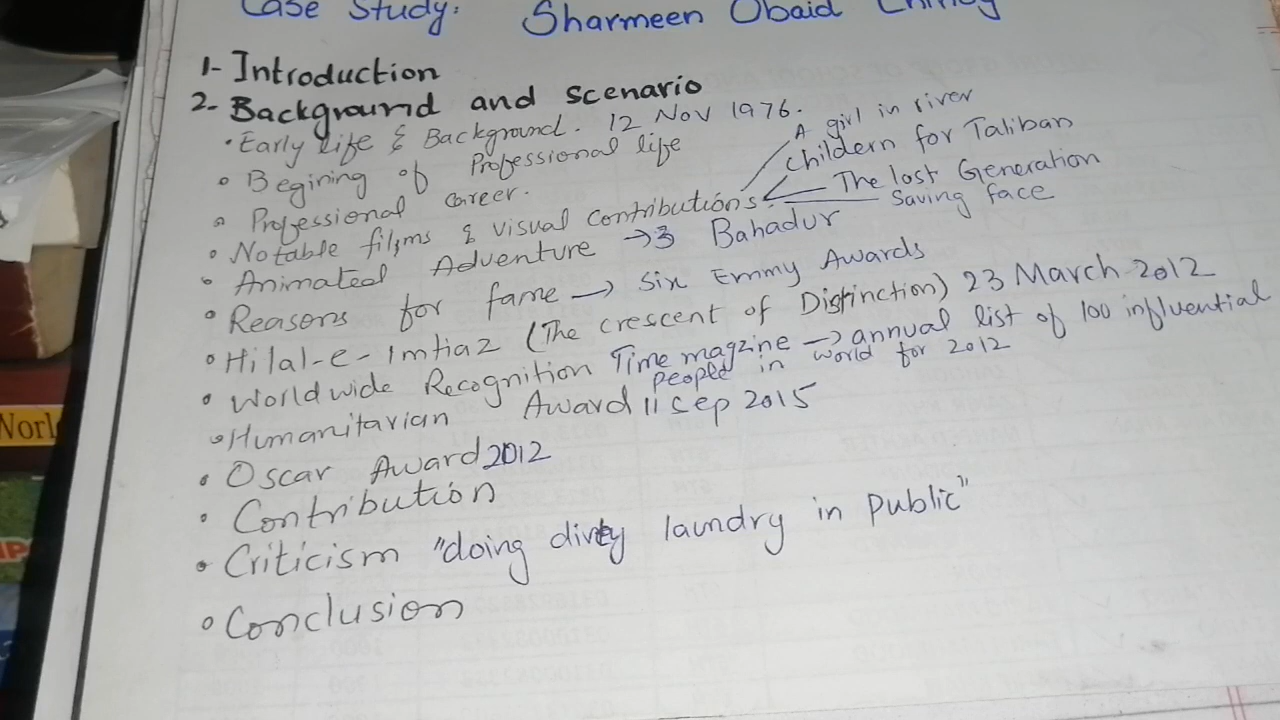 Case Study: Sharmeen Obaid Chinoy
1- Introduction
2- Background and scenario
• Early Life & Background. 12 Nov 1976.
• Begining of Professional life
• Professional career.
• Notable films & visual contributions
A girl in river
childern for Taliban
The lost Generation
Saving face
• Animated Adventure → 3 Bahadur
• Reasons for fame → Six Emmy Awards
• Hilal-e-Imtiaz (The crescent of Distinction) 23 March 2012
• Worldwide Recognition Time magzine → annual list of 100 influential
people in world for 2012
• Humanitarian Award 11 Sep 2015
• Oscar Award 2012
• Contribution
• Criticism "doing dirty laundry in public"
• Conclusion
Worl